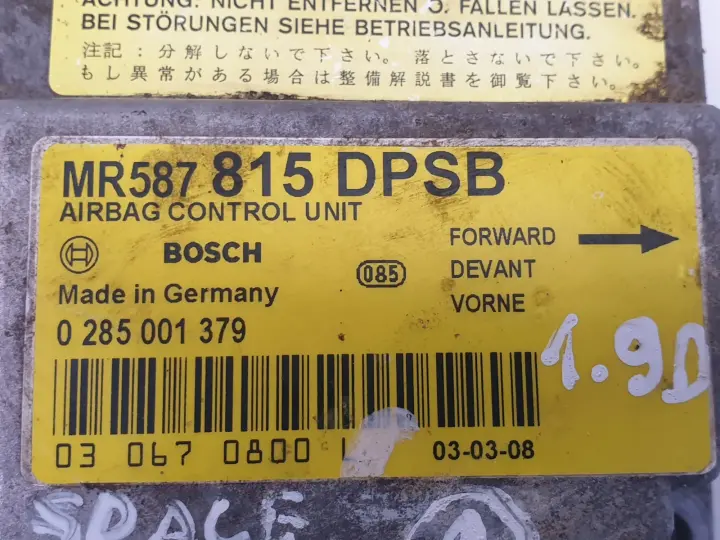 ACHTUNG: NICHT ENTFERNEN O. FALLEN LASSEN.
BEI STÖRUNGEN SIEHE BETRIEBSANLEITUNG.
注記：分解しないで下さい。落とさないで下さい。
もし異常がある場合は整備解説書を御覧下さい。
MR587 815 DPSB
AIRBAG CONTROL UNIT
BOSCH
085
FORWARD
DEVANT
VORNE
Made in Germany
0 285 001 379
1.9D
03 067 0800 L
03-03-08
SPACE